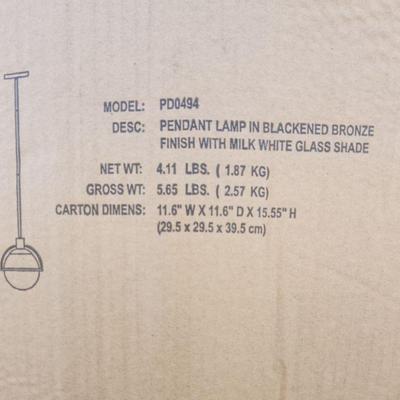 MODEL: PD0494
DESC: PENDANT LAMP IN BLACKENED BRONZE
FINISH WITH MILK WHITE GLASS SHADE
NET WT: 4.11 LBS. ( 1.87 KG)
GROSS WT: 5.65 LBS. ( 2.57 KG)
CARTON DIMENS: 11.6" W X 11.6" D X 15.55" H
(29.5 x 29.5 x 39.5 cm)